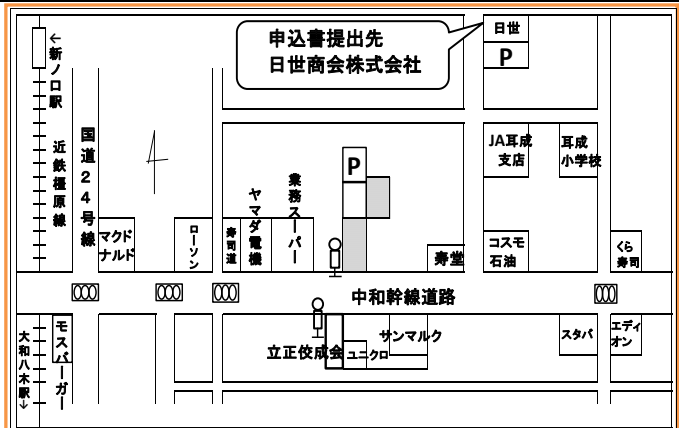 申込書提出先
日世商会株式会社
日世
P
←新ノ口駅
近鉄橿原線
国道24号線
マクド
ナルド
ローソン
寿司道
ヤマダ電機
業務スーパー
P
JA耳成
支店
耳成
小学校
寿堂
コスモ
石油
くら
寿司
中和幹線道路
大和八木駅→
モスバーガー
立正佼成会
ユニクロ
サンマルク
スタバ
エディ
オン